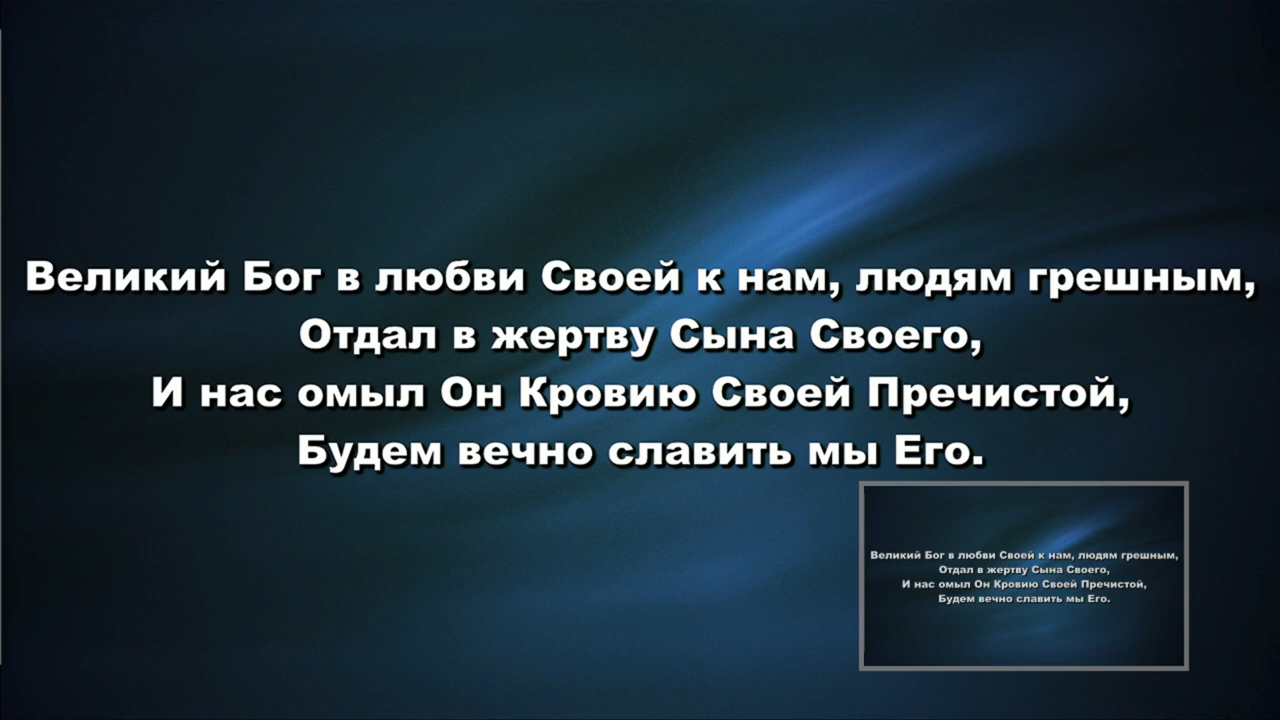 Великий Бог в любви Своей к нам, людям грешным,
Отдал в жертву Сына Своего,
И нас омыл Он Кровию Своей Пречистой,
Будем вечно славить мы Его.
Великий Бог в любви Своей к нам, людям грешным,
Отдал в жертву Сына Своего,
И нас омыл Он Кровию Своей Пречистой,
Будем вечно славить мы Его.